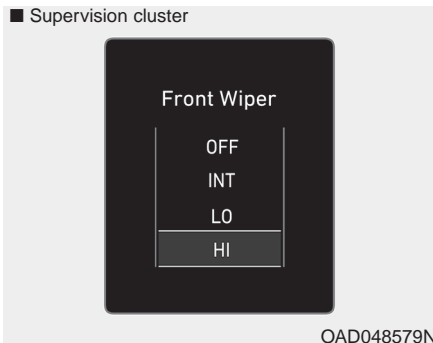 ■ Supervision cluster
Front Wiper
OFF
INT
LO
HI
OAD048579N